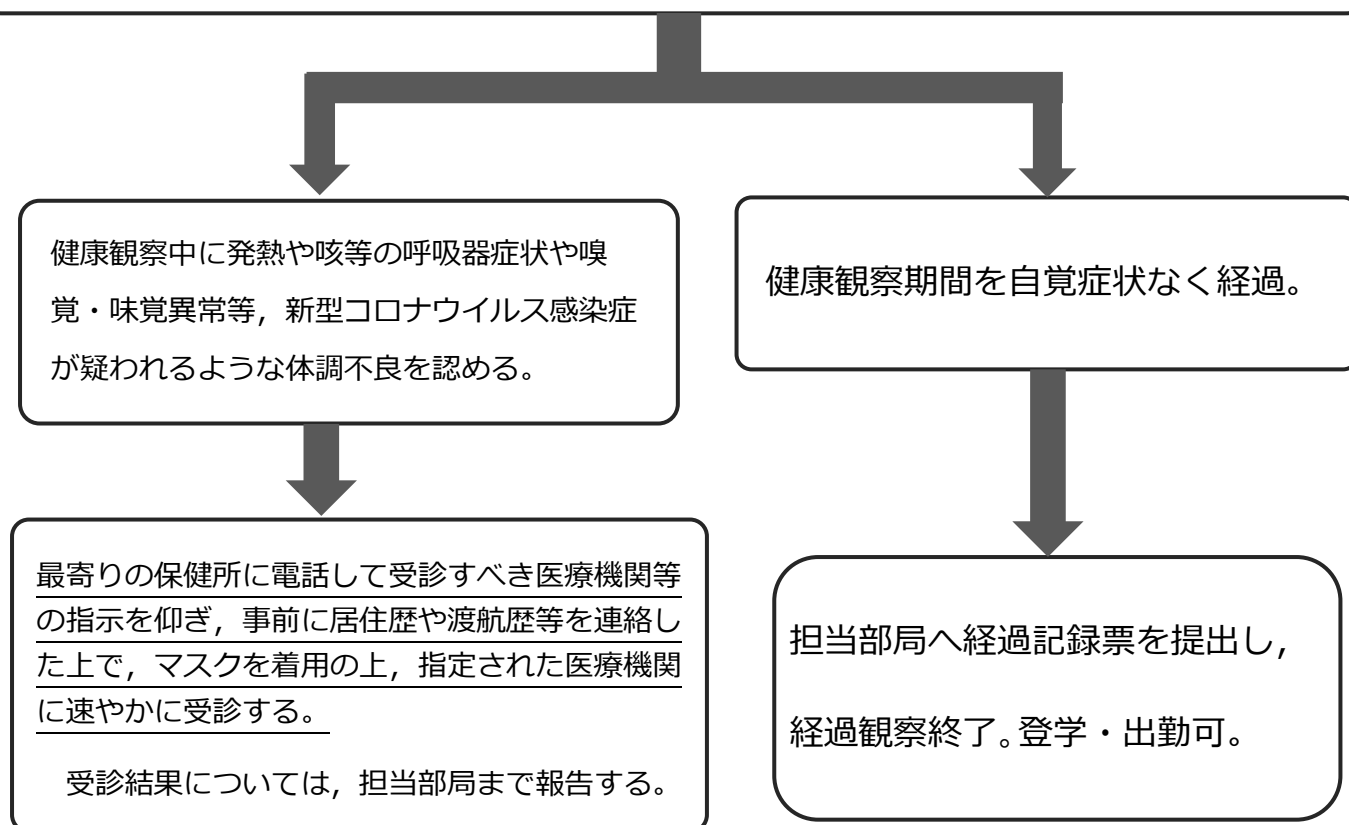 健康観察中に発熱や咳等の呼吸器症状や嗅
覚・味覚異常等，新型コロナウイルス感染症
が疑われるような体調不良を認める。
健康観察期間を自覚症状なく経過。
最寄りの保健所に電話して受診すべき医療機関等
の指示を仰ぎ，事前に居住歴や渡航歴等を連絡し
た上で，マスクを着用の上，指定された医療機関
に速やかに受診する。
受診結果については，担当部局まで報告する。
担当部局へ経過記録票を提出し，
経過観察終了。登学・出勤可。